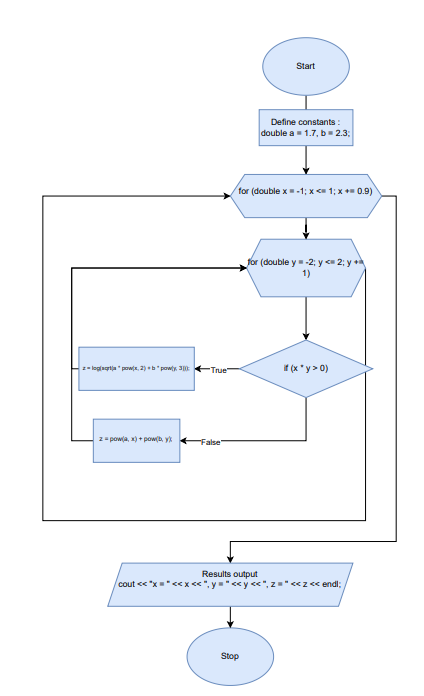 Start
Define constants :
double a = 1.7, b = 2.3;
for (double x = -1; x <= 1; x += 0.9)
for (double y = -2; y <= 2; y +=
1)
if (x * y > 0)
True
z = log(sqrt(a * pow(x, 2) + b * pow(y, 3)));
z = pow(a, x) + pow(b, y);
False
Results output
cout << "x = " << x << ", y = " << y << ", z = " << z << endl;
Stop